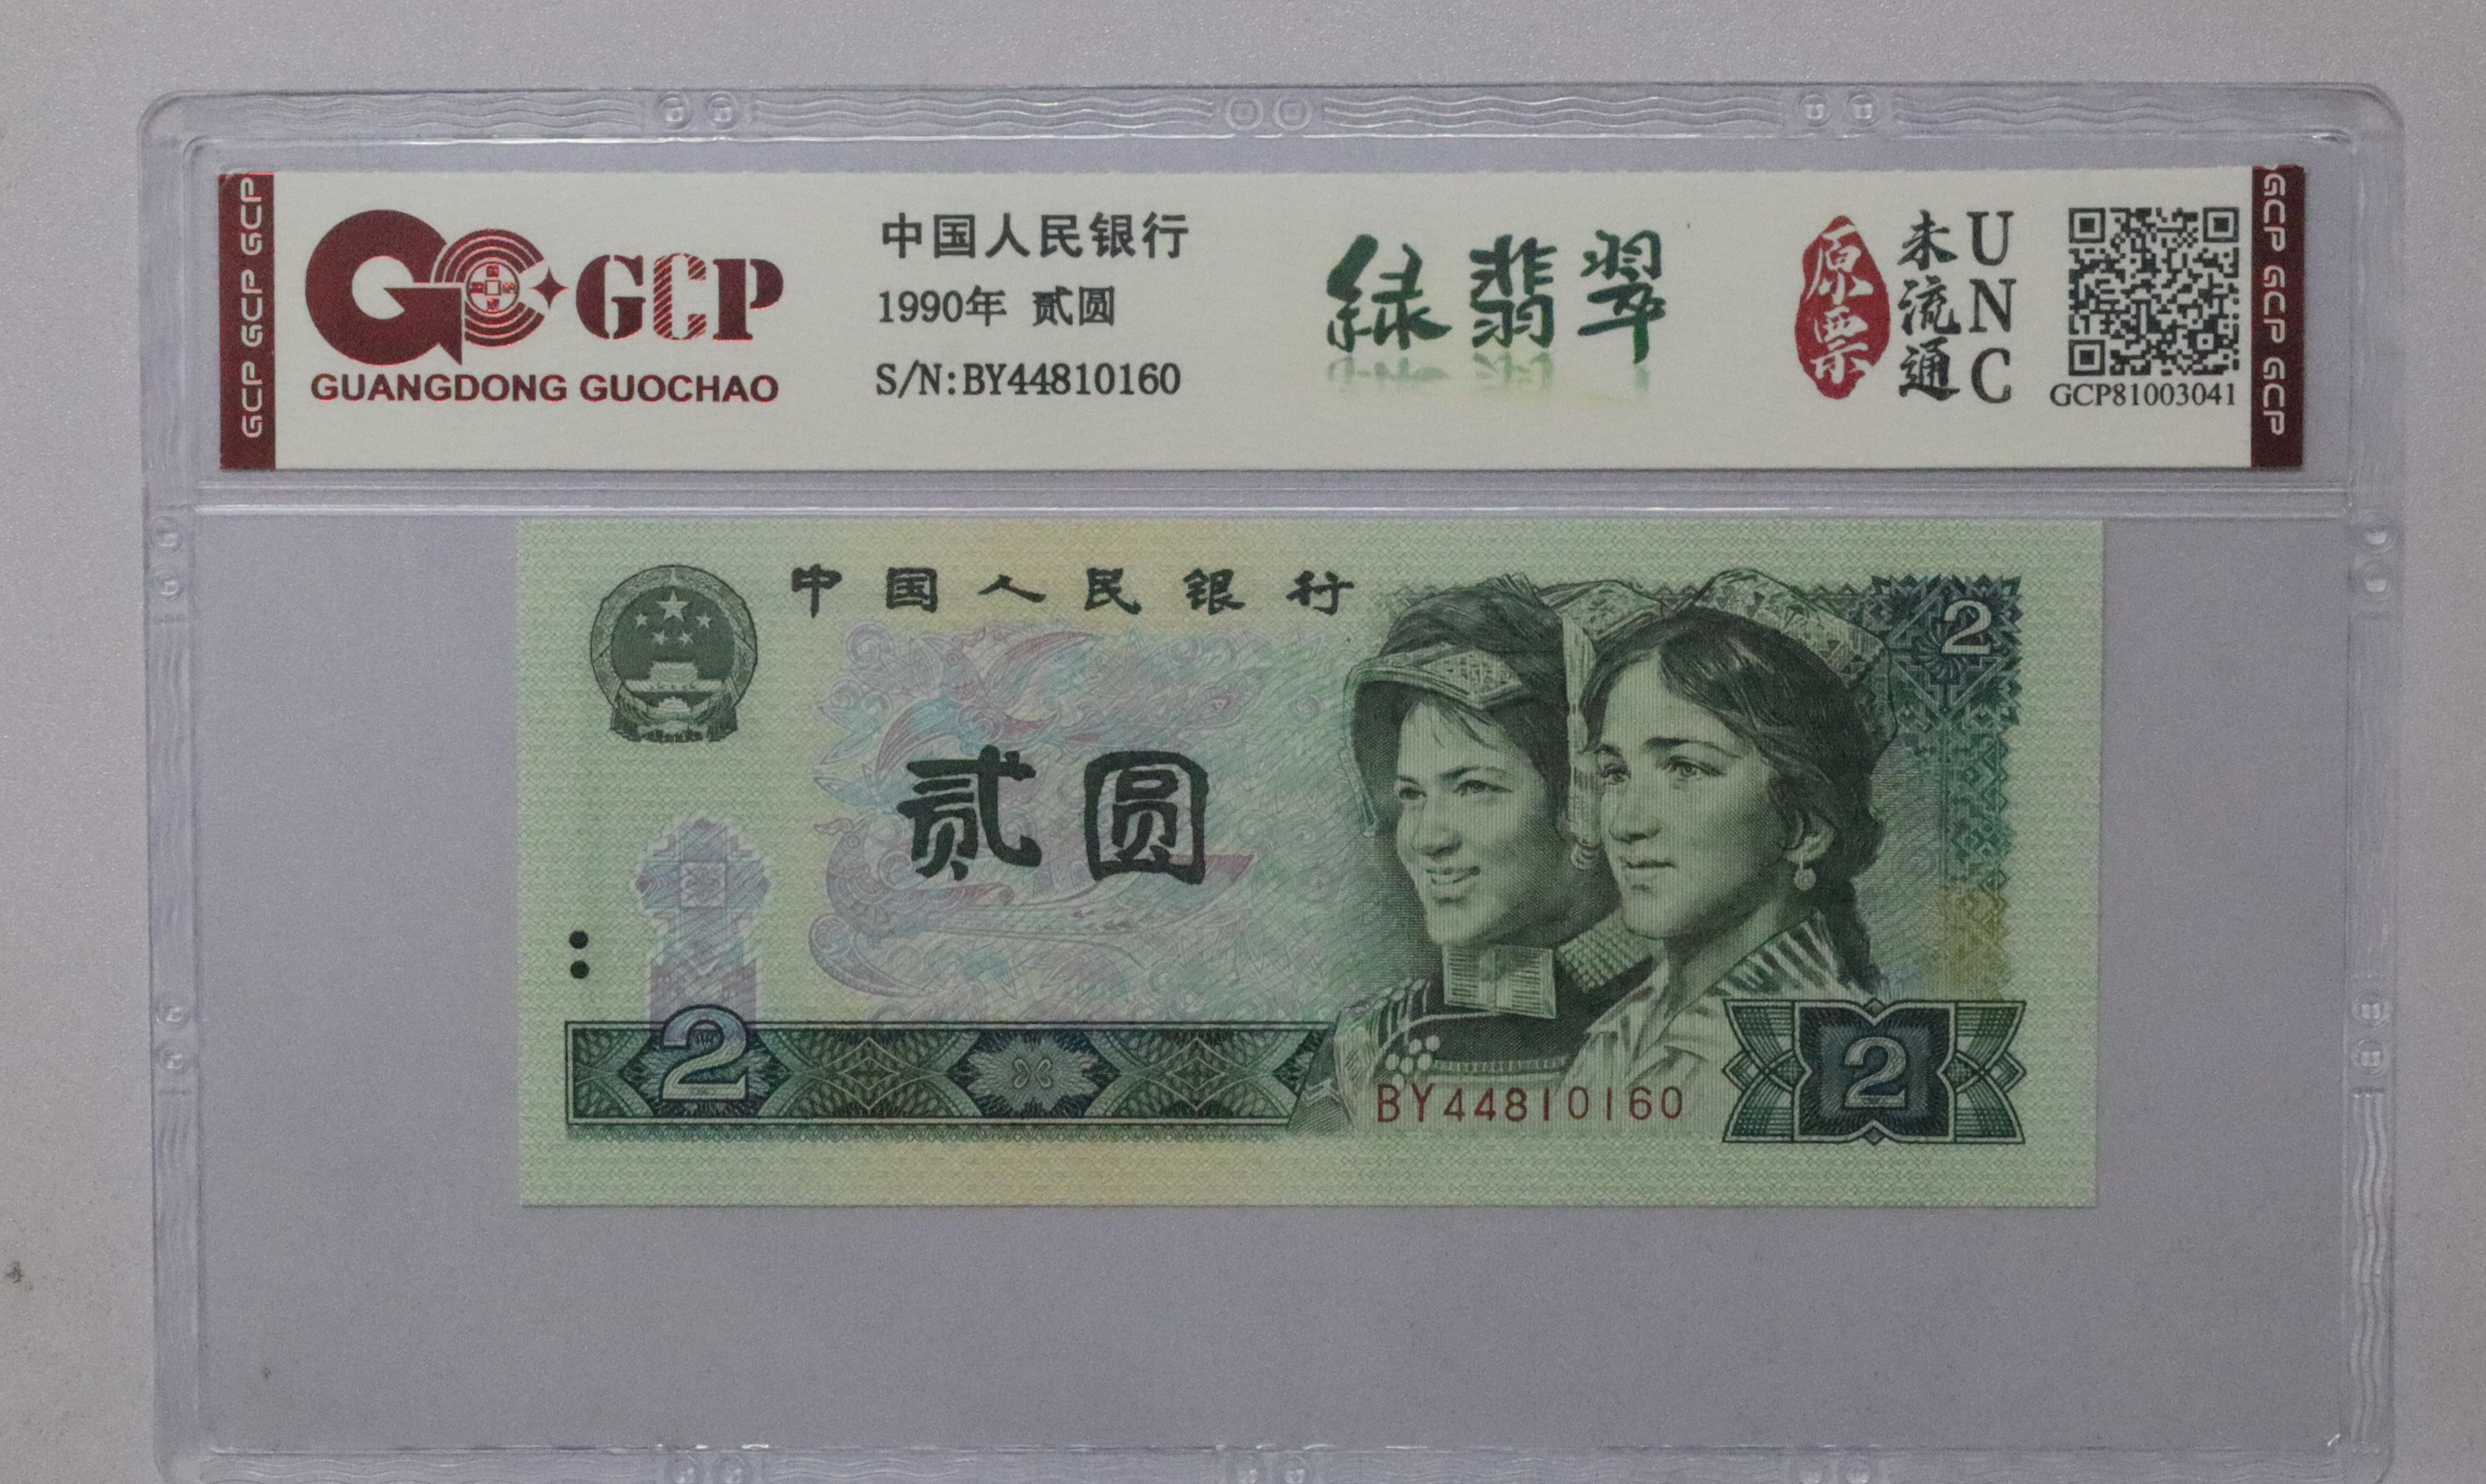 GCP GCP GCP
GCP
GUANGDONG GUOCHAO
中国人民银行
1990年 贰圆
S/N:BY44810160
绿翡翠
原票
未流通
UNC
GCP81003041
GCP GCP GCP
中国人民银行
2
贰圆
2
BY44810160
2